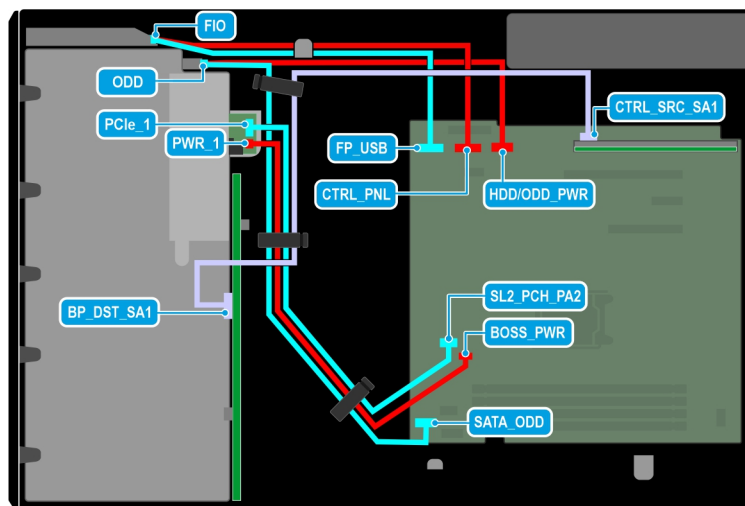 FIO
ODD
CTRL_SRC_SA1
PCIe_1
PWR_1
FP_USB
CTRL_PNL
HDD/ODD_PWR
SL2_PCH_PA2
BP_DST_SA1
BOSS_PWR
SATA_ODD